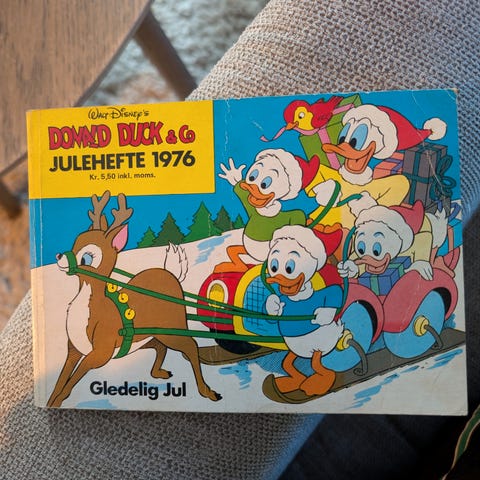 Walt Disney's
DONALD DUCK & Co
JULEHEFTE 1976
Kr. 5,50 inkl. moms.
Gledelig Jul